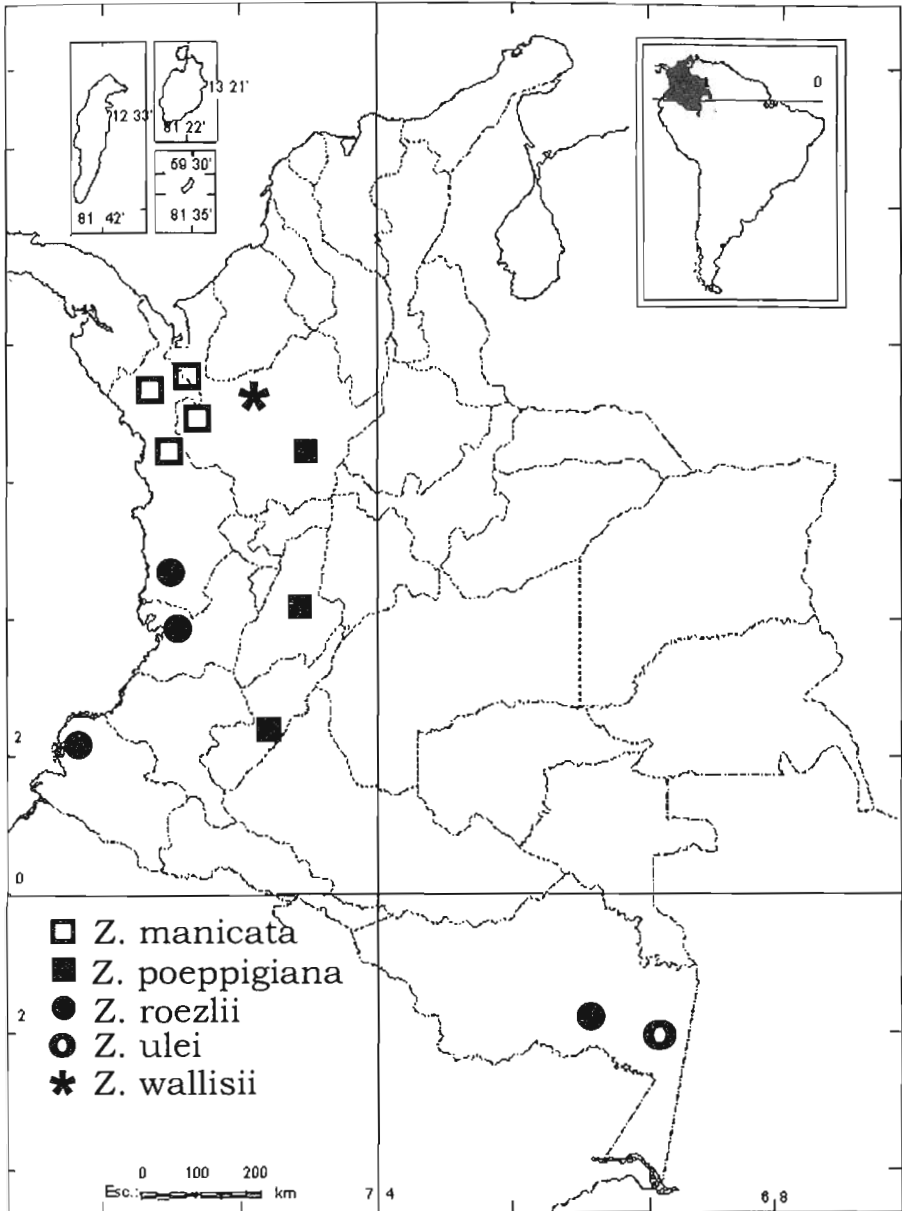 12 33'
81 42'
13 21'
81 22'
59 30'
81 35'
0
2
0
Z. manicata
Z. poeppigiana
Z. roezlii
Z. ulei
Z. wallisii
2
Esc.: 0 100 200 km
7 4
6 8